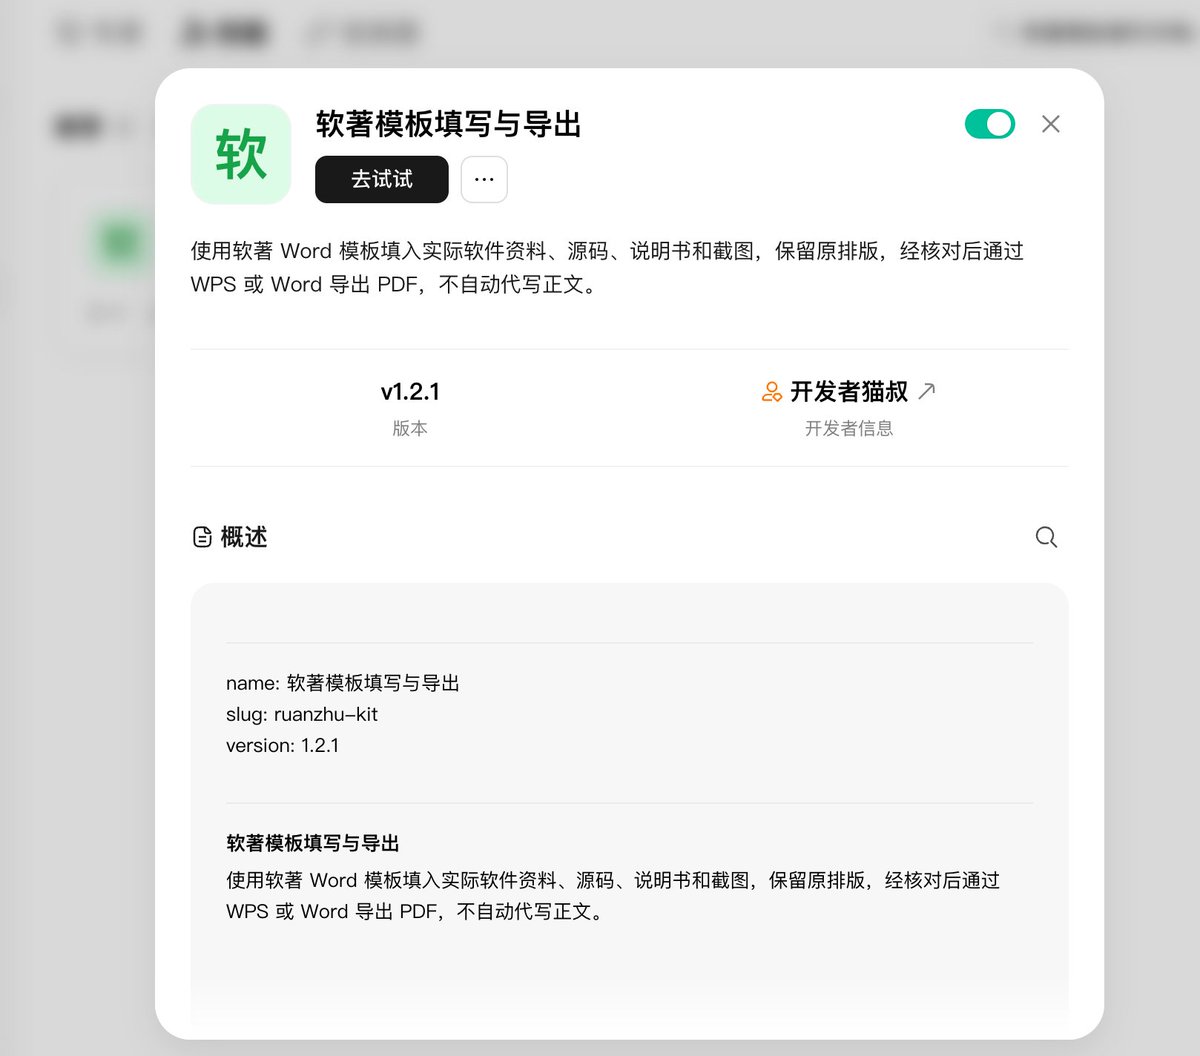 软
软著模板填写与导出
去试试
...
使用软著 Word 模板填入实际软件资料、源码、说明书和截图，保留原排版，经核对后通过
WPS 或 Word 导出 PDF，不自动代写正文。
v1.2.1
版本
开发者猫叔
开发者信息
概述
name: 软著模板填写与导出
slug: ruanzhu-kit
version: 1.2.1
软著模板填写与导出
使用软著 Word 模板填入实际软件资料、源码、说明书和截图，保留原排版，经核对后通过
WPS 或 Word 导出 PDF，不自动代写正文。